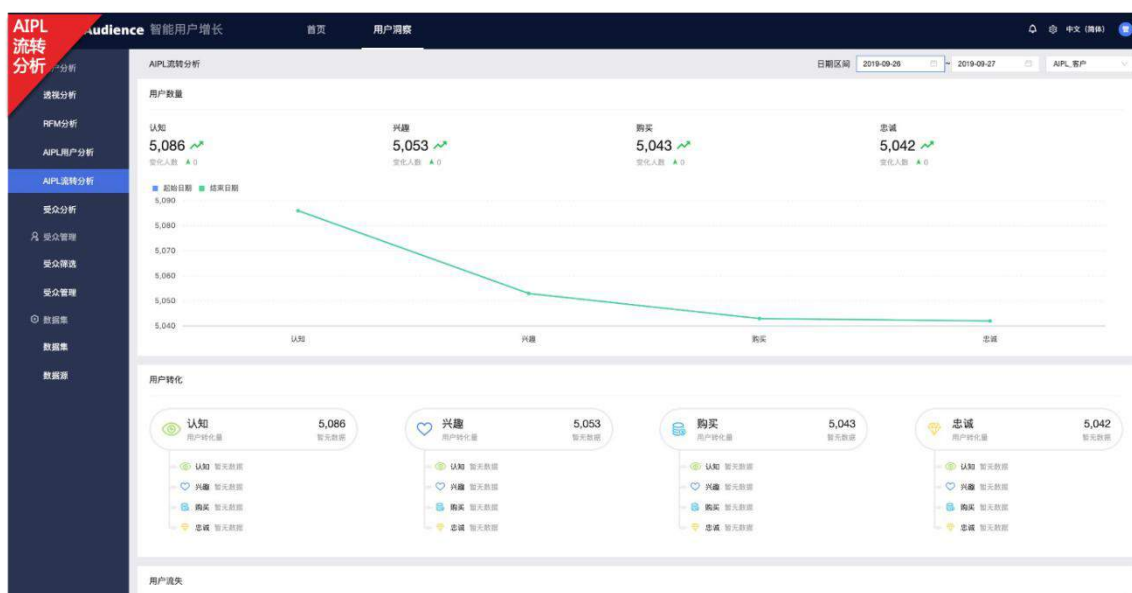 AIPL
流转
分析
Audience 智能用户增长
首页
用户洞察
中文 (简体)
管
分析
透视分析
RFM分析
AIPL用户分析
AIPL流转分析
受众分析
受众管理
受众筛选
受众管理
数据集
数据集
数据源
AIPL流转分析
日期区间 2019-09-26 ~ 2019-09-27 AIPL_客户
用户数量
认知 兴趣 购买 忠诚
5,086 5,053 5,043 5,042
变化人数 ▲ 0 变化人数 ▲ 0 变化人数 ▲ 0 变化人数 ▲ 0
起始日期 结束日期
5,090
5,080
5,070
5,060
5,050
5,040
认知 兴趣 购买 忠诚
用户转化
认知 5,086 兴趣 5,053 购买 5,043 忠诚 5,042
用户转化量 暂无数据 用户转化量 暂无数据 用户转化量 暂无数据 用户转化量 暂无数据
认知 暂无数据 认知 暂无数据 认知 暂无数据 认知 暂无数据
兴趣 暂无数据 兴趣 暂无数据 兴趣 暂无数据 兴趣 暂无数据
购买 暂无数据 购买 暂无数据 购买 暂无数据 购买 暂无数据
忠诚 暂无数据 忠诚 暂无数据 忠诚 暂无数据 忠诚 暂无数据
用户流失